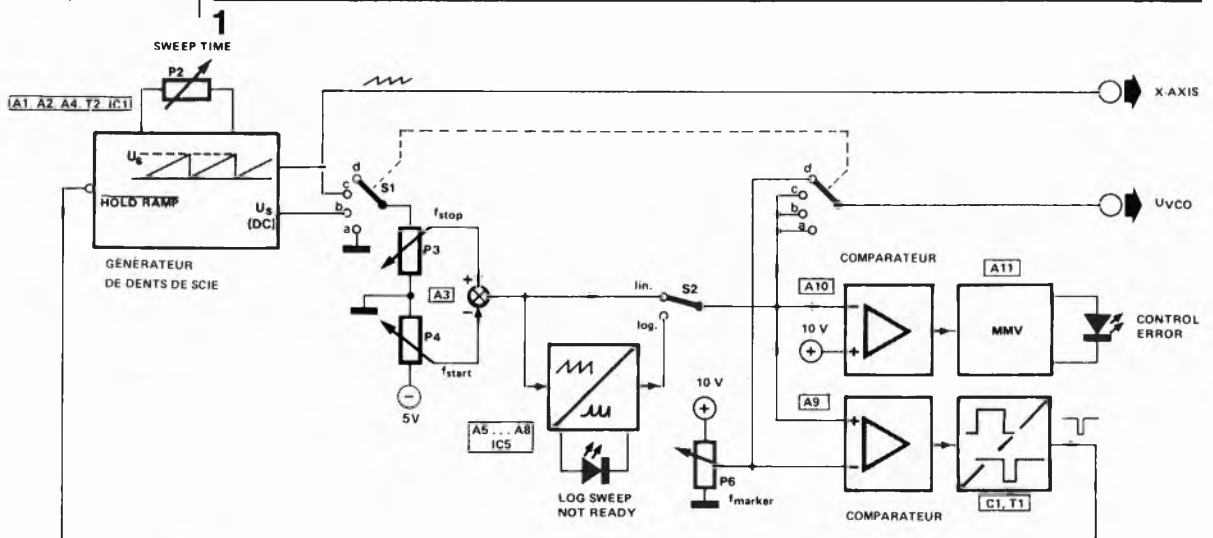 1
SWEEP TIME
P2
A1, A2, A4, T2, IC1
X-AXIS
Us
HOLD RAMP
Us
(DC)
GÉNÉRATEUR
DE DENTS DE SCIE
d
c
b
a
S1
fstop
P3
A3
+
−
P4
fstart
−
5V
lin.
log.
S2
A5 . . . A8
IC5
LOG SWEEP
NOT READY
10 V
+
P6
fmarker
d
c
b
a
UVCO
COMPARATEUR
A10
−
+
10 V
+
A11
MMV
CONTROL
ERROR
A9
+
−
COMPARATEUR
C1, T1